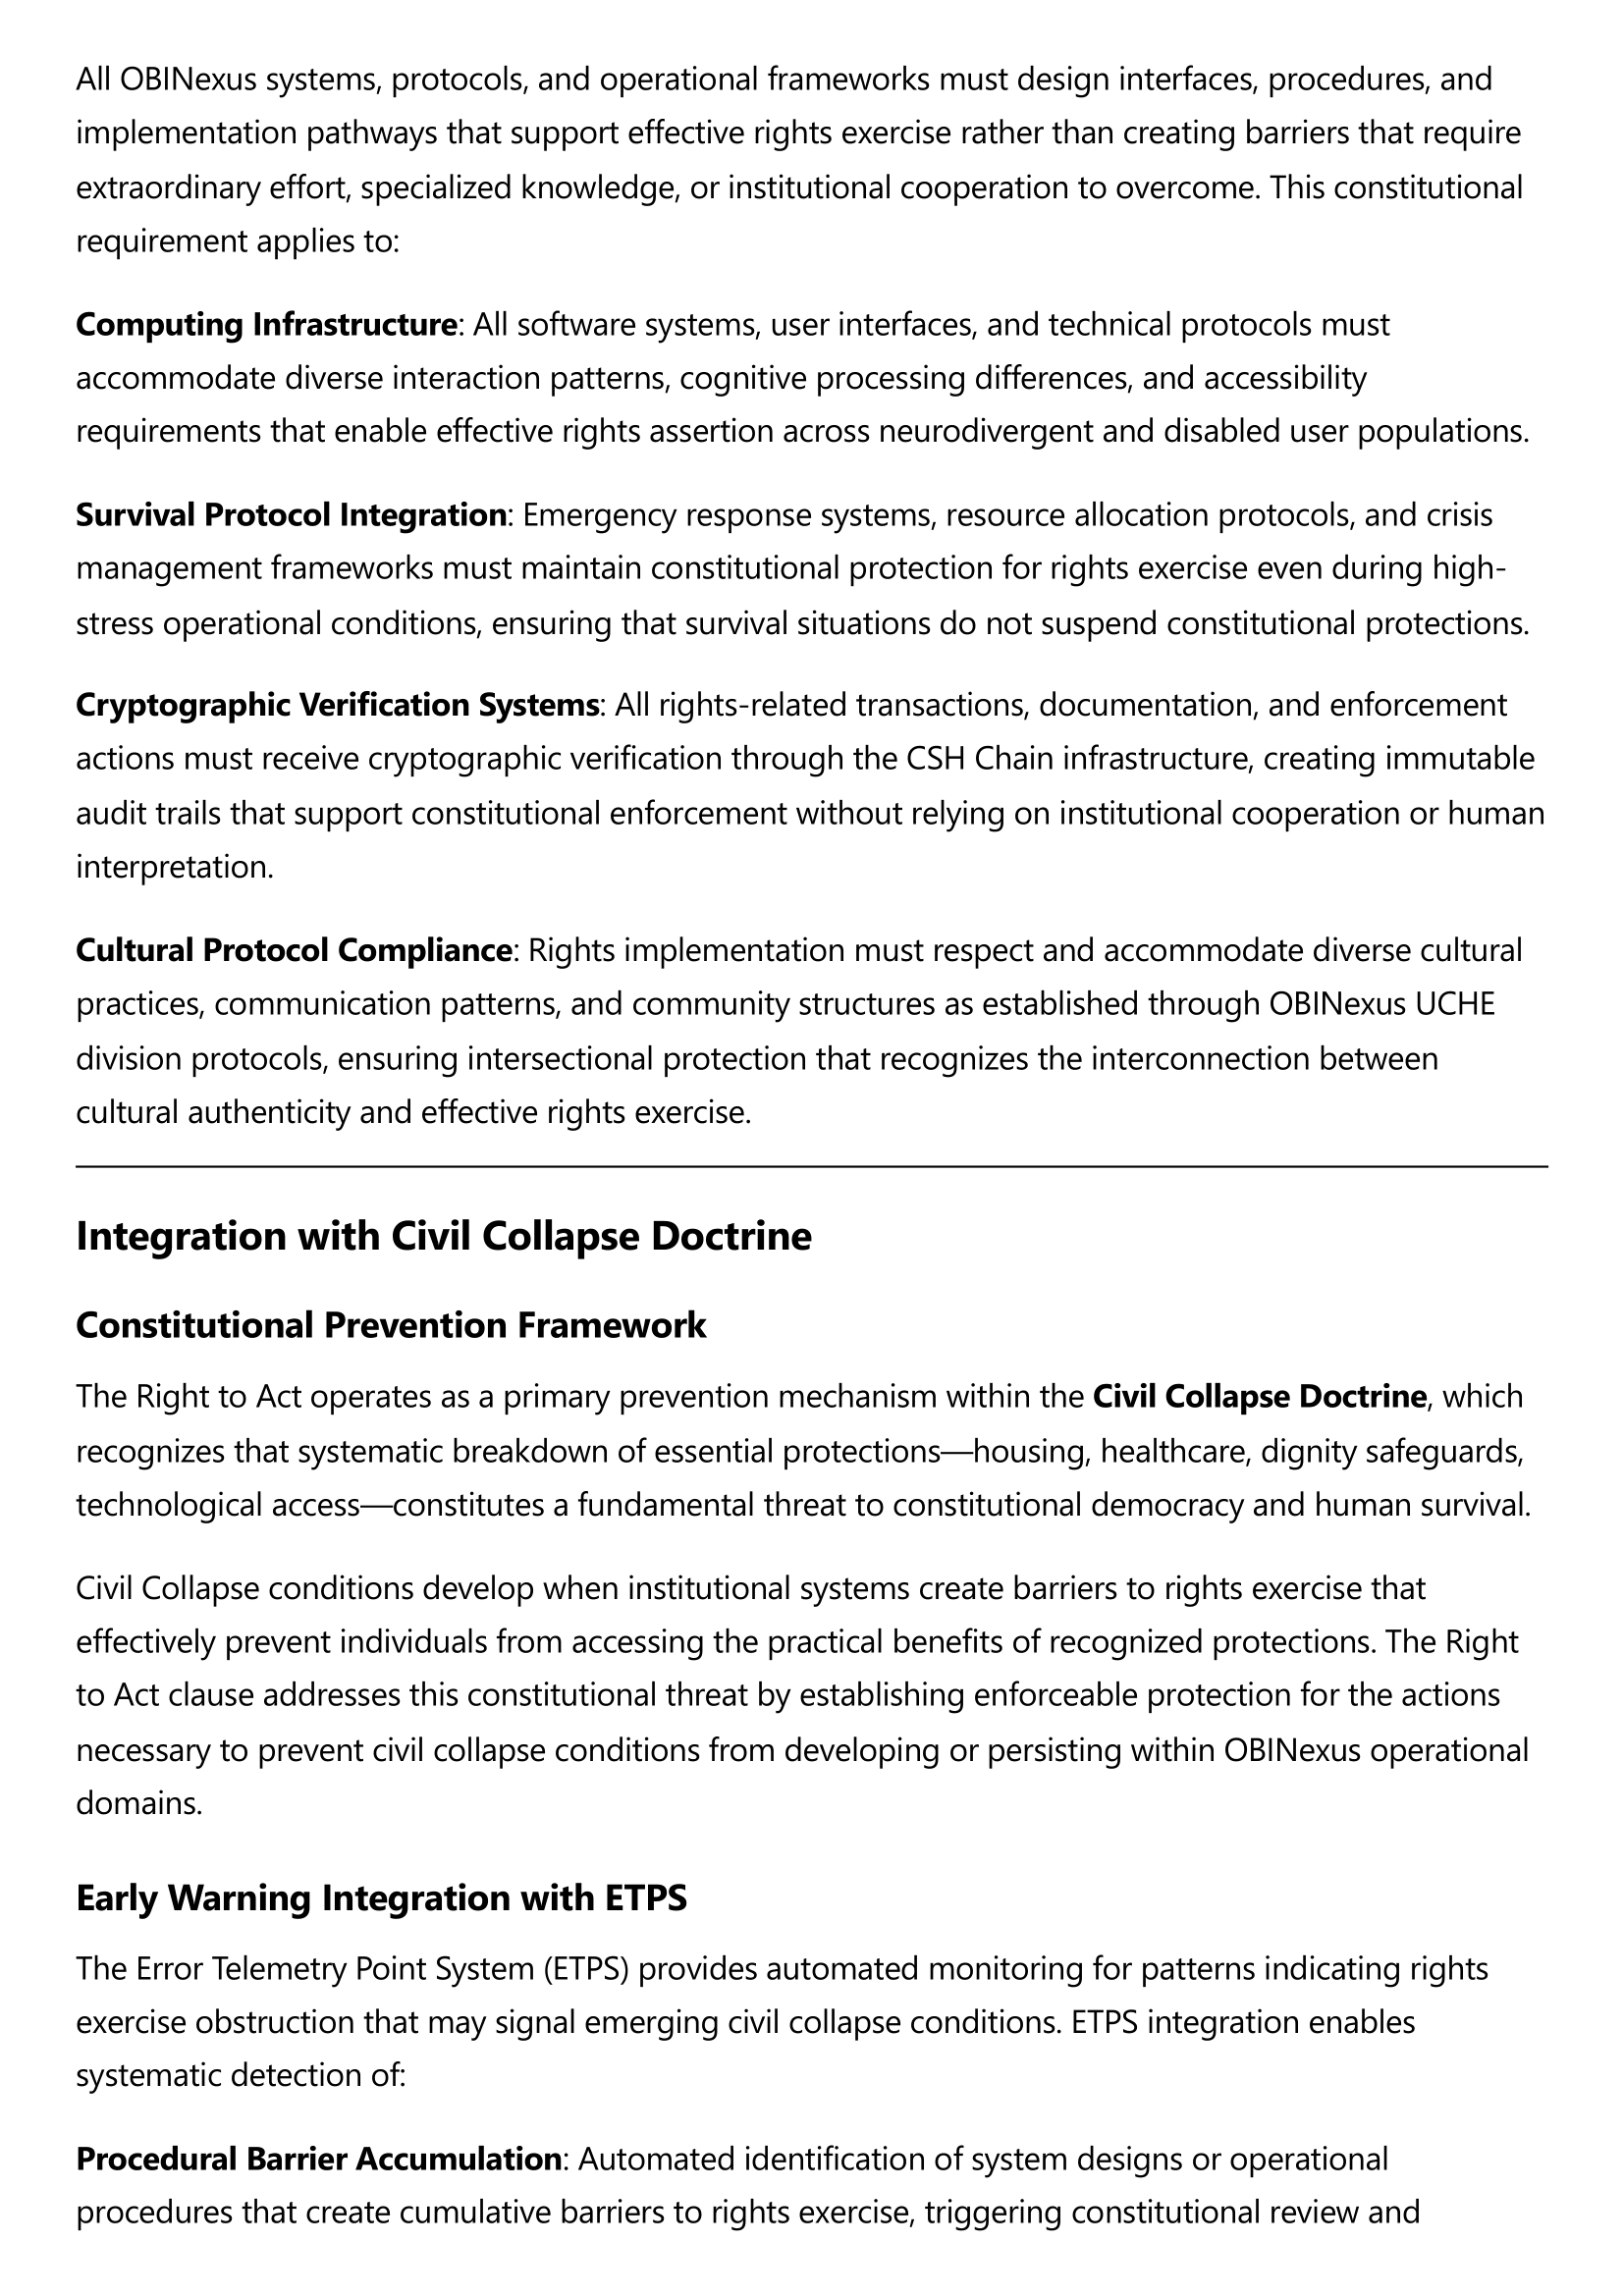 All OBINexus systems, protocols, and operational frameworks must design interfaces, procedures, and
implementation pathways that support effective rights exercise rather than creating barriers that require
extraordinary effort, specialized knowledge, or institutional cooperation to overcome. This constitutional
requirement applies to:
Computing Infrastructure: All software systems, user interfaces, and technical protocols must
accommodate diverse interaction patterns, cognitive processing differences, and accessibility
requirements that enable effective rights assertion across neurodivergent and disabled user populations.
Survival Protocol Integration: Emergency response systems, resource allocation protocols, and crisis
management frameworks must maintain constitutional protection for rights exercise even during high-
stress operational conditions, ensuring that survival situations do not suspend constitutional protections.
Cryptographic Verification Systems: All rights-related transactions, documentation, and enforcement
actions must receive cryptographic verification through the CSH Chain infrastructure, creating immutable
audit trails that support constitutional enforcement without relying on institutional cooperation or human
interpretation.
Cultural Protocol Compliance: Rights implementation must respect and accommodate diverse cultural
practices, communication patterns, and community structures as established through OBINexus UCHE
division protocols, ensuring intersectional protection that recognizes the interconnection between
cultural authenticity and effective rights exercise.
Integration with Civil Collapse Doctrine
Constitutional Prevention Framework
The Right to Act operates as a primary prevention mechanism within the Civil Collapse Doctrine, which
recognizes that systematic breakdown of essential protections—housing, healthcare, dignity safeguards,
technological access—constitutes a fundamental threat to constitutional democracy and human survival.
Civil Collapse conditions develop when institutional systems create barriers to rights exercise that
effectively prevent individuals from accessing the practical benefits of recognized protections. The Right
to Act clause addresses this constitutional threat by establishing enforceable protection for the actions
necessary to prevent civil collapse conditions from developing or persisting within OBINexus operational
domains.
Early Warning Integration with ETPS
The Error Telemetry Point System (ETPS) provides automated monitoring for patterns indicating rights
exercise obstruction that may signal emerging civil collapse conditions. ETPS integration enables
systematic detection of:
Procedural Barrier Accumulation: Automated identification of system designs or operational
procedures that create cumulative barriers to rights exercise, triggering constitutional review and